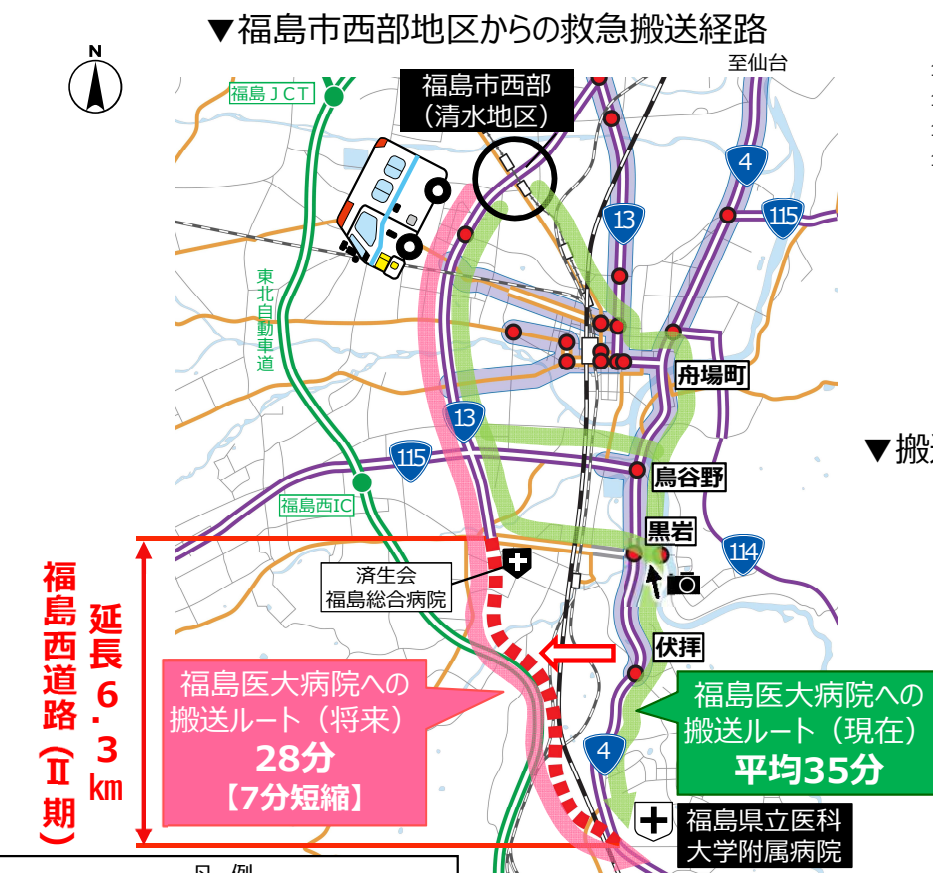 ▼福島市西部地区からの救急搬送経路
至仙台
N
福島JCT
福島市西部
（清水地区）
4
13
115
東北自動車道
舟場町
13
115
鳥谷野
▼搬
福島西IC
黒岩
114
済生会
福島総合病院
福島西道路(Ⅱ期)
延長6.3km
伏拝
福島医大病院への
搬送ルート（将来）
28分
【7分短縮】
福島医大病院への
搬送ルート（現在）
平均35分
4
福島県立医科
大学附属病院
凡 例